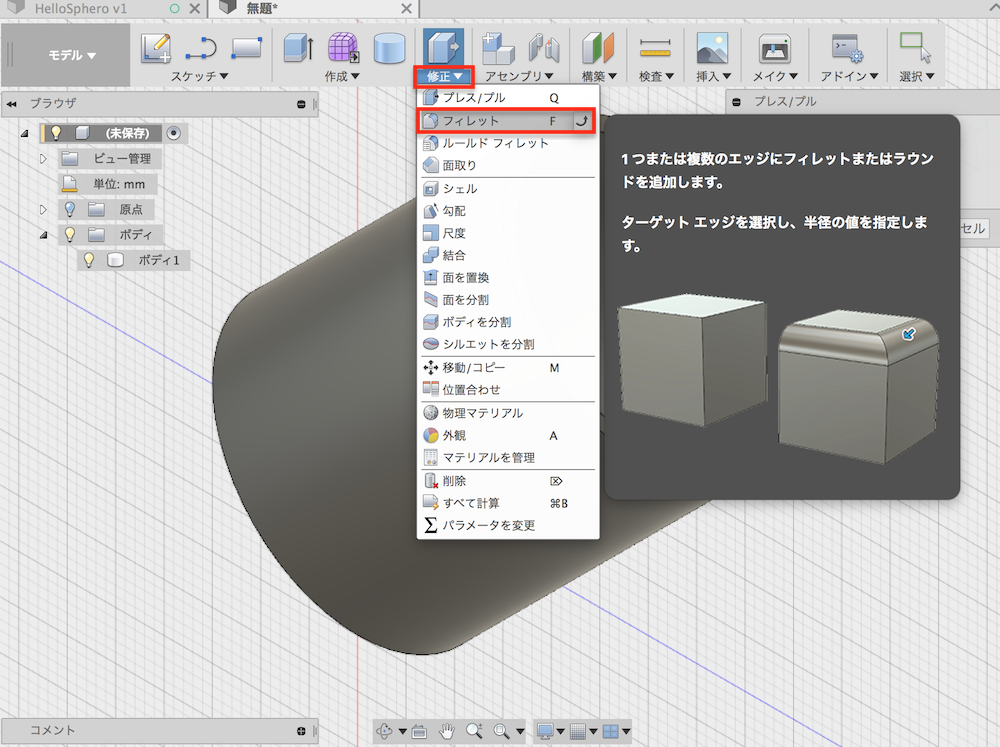 HelloSphero v1
無題*
モデル
スケッチ
作成
修正
アセンブリ
構築
検査
挿入
メイク
アドイン
選択
ブラウザ
(未保存)
ビュー管理
単位: mm
原点
ボディ
ボディ1
プレス/プル Q
フィレット F
ルールド フィレット
面取り
シェル
勾配
尺度
結合
面を置換
面を分割
ボディを分割
シルエットを分割
移動/コピー M
位置合わせ
物理マテリアル
外観 A
マテリアルを管理
削除 ⌦
すべて計算 ⌘B
パラメータを変更
プレス/プル
1 つまたは複数のエッジにフィレットまたはラウン
ドを追加します。
ターゲット エッジを選択し、半径の値を指定しま
す。
セル
コメント